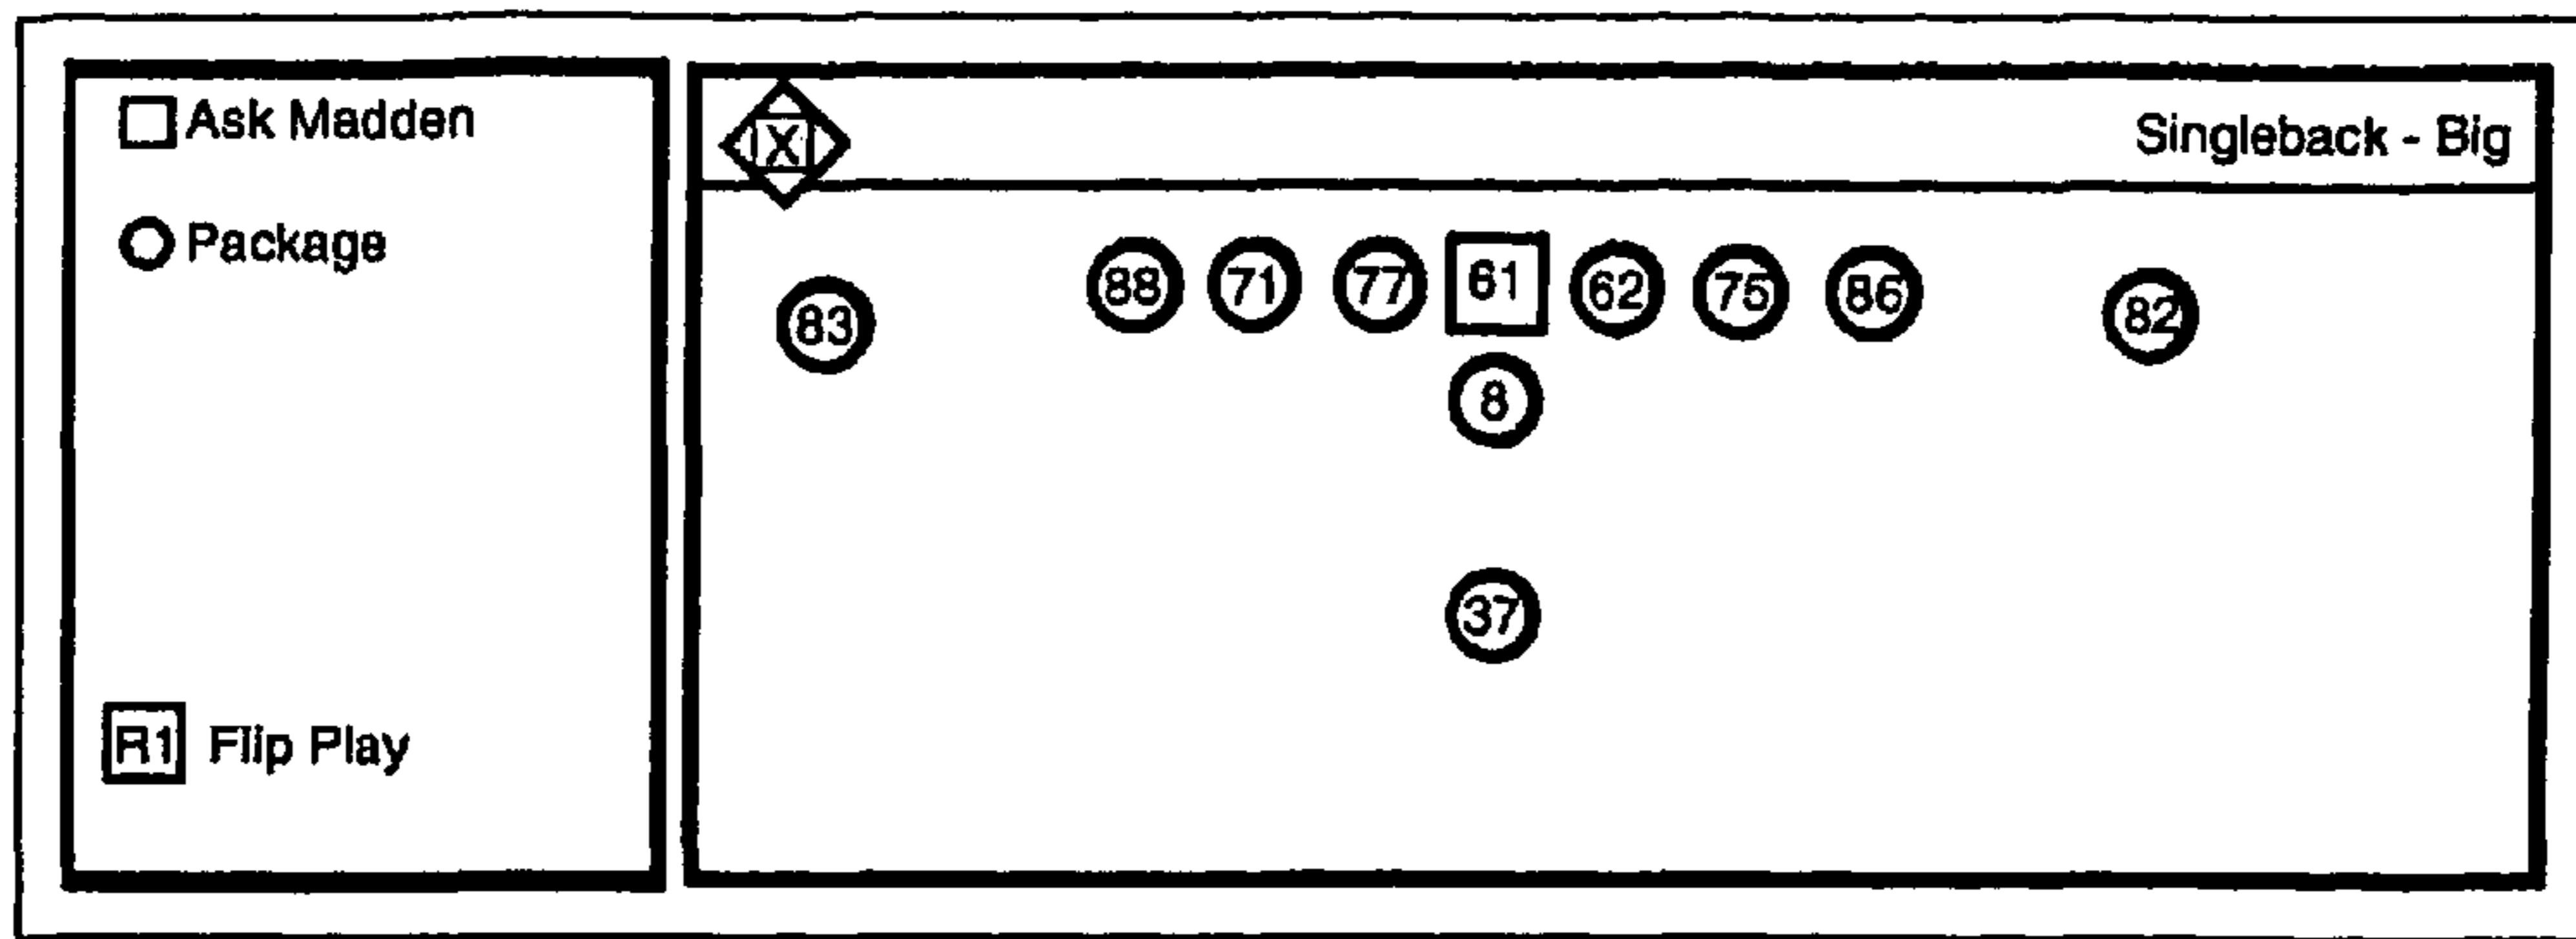 Ask Madden
Package
R1 Flip Play
X
Singleback - Big
83 88 71 77 61 62 75 86 82
8
37